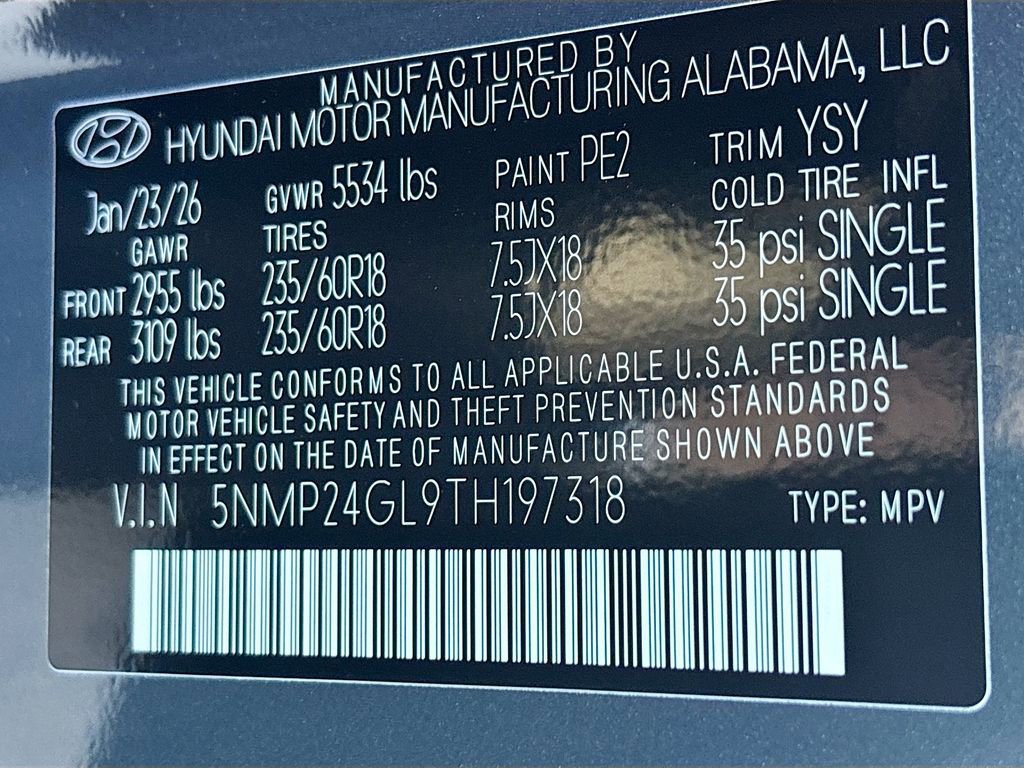 MANUFACTURED BY
HYUNDAI MOTOR MANUFACTURING ALABAMA, LLC
Jan/23/26 GVWR 5534 lbs PAINT PE2 TRIM YSY
GAWR TIRES RIMS COLD TIRE INFL
FRONT 2955 lbs 235/60R18 7.5JX18 35 psi SINGLE
REAR 3109 lbs 235/60R18 7.5JX18 35 psi SINGLE
THIS VEHICLE CONFORMS TO ALL APPLICABLE U.S.A. FEDERAL
MOTOR VEHICLE SAFETY AND THEFT PREVENTION STANDARDS
IN EFFECT ON THE DATE OF MANUFACTURE SHOWN ABOVE
V.I.N 5NMP24GL9TH197318 TYPE: MPV